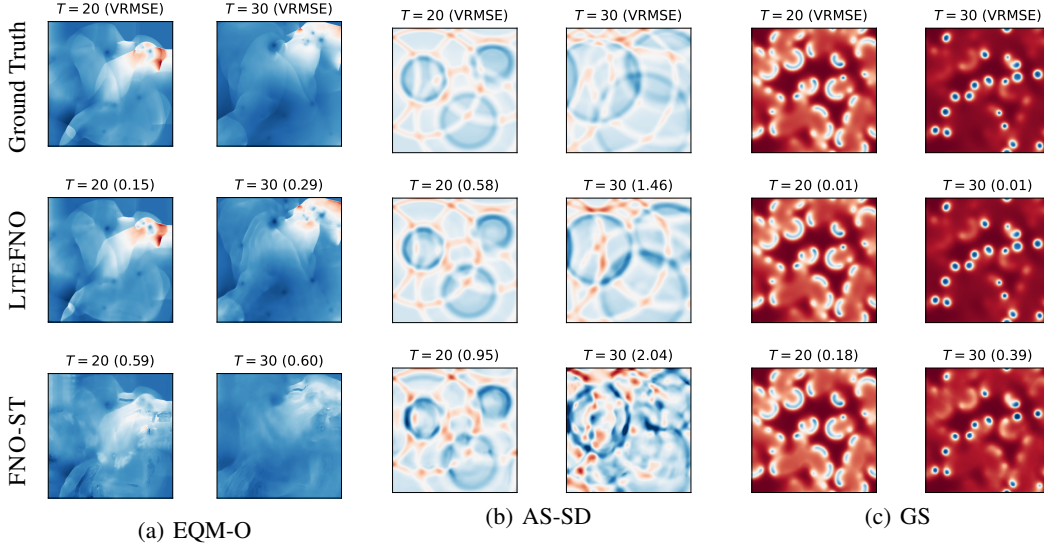 T = 20 (VRMSE) T = 30 (VRMSE) T = 20 (VRMSE) T = 30 (VRMSE) T = 20 (VRMSE) T = 30 (VRMSE)
Ground Truth
T = 20 (0.15) T = 30 (0.29) T = 20 (0.58) T = 30 (1.46) T = 20 (0.01) T = 30 (0.01)
LITEFNO
T = 20 (0.59) T = 30 (0.60) T = 20 (0.95) T = 30 (2.04) T = 20 (0.18) T = 30 (0.39)
FNO-ST
(a) EQM-O (b) AS-SD (c) GS